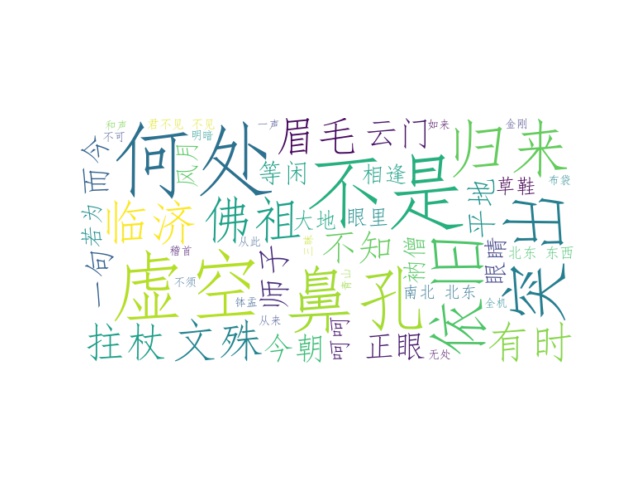 和声
君不见 不见
一声
如来
金刚
不可
明暗
眉毛
云门
归来
而今
何处
风月
等闲
相逢
不是
平地
草鞋
布袋
若为
临济
佛祖
大地
眼里
突出
一句
稽首
从此
不知
衲僧
依旧
眼睛
北东 东西
虚空
不须
师子
鼻孔
青山
南北 北东
全机
钵盂
从来
拄杖
文殊
今朝
呵呵
正眼
无处
有时